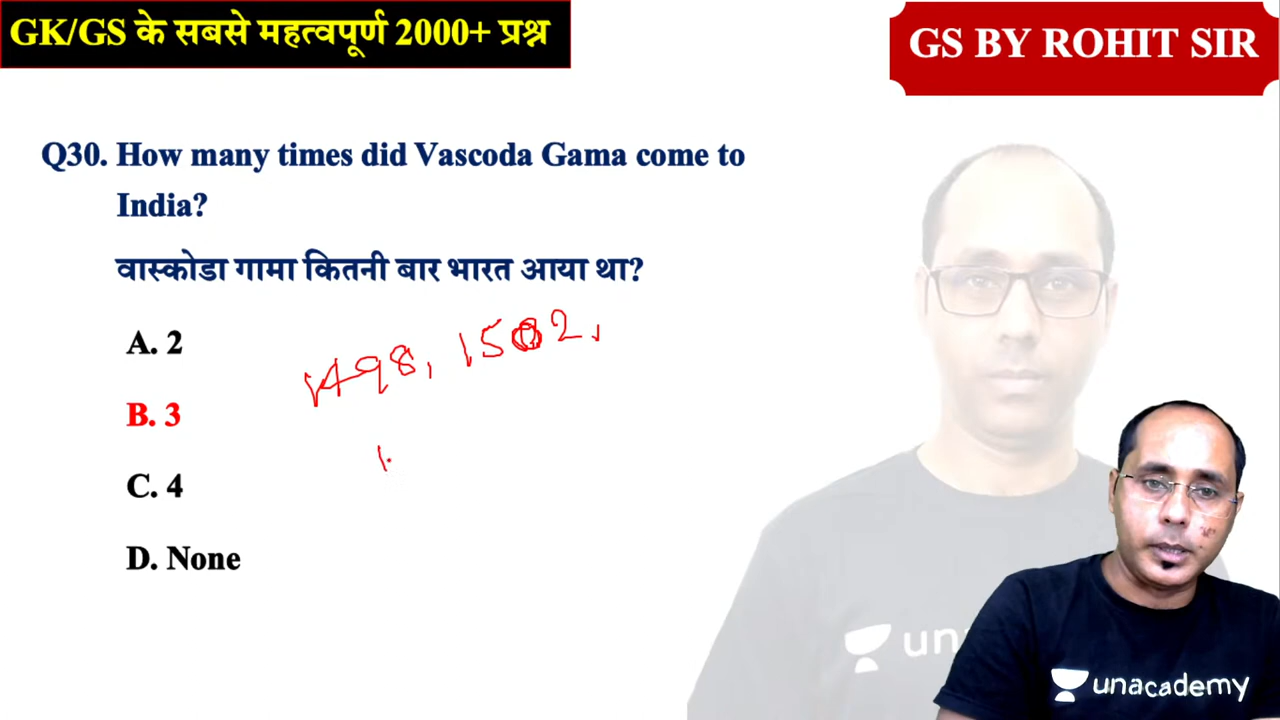 GK/GS के सबसे महत्वपूर्ण 2000+ प्रश्न
GS BY ROHIT SIR
Q30. How many times did Vascoda Gama come to
India?
वास्कोडा गामा कितनी बार भारत आया था?
A. 2
1498, 1502,
B. 3
C. 4
D. None
unacademy